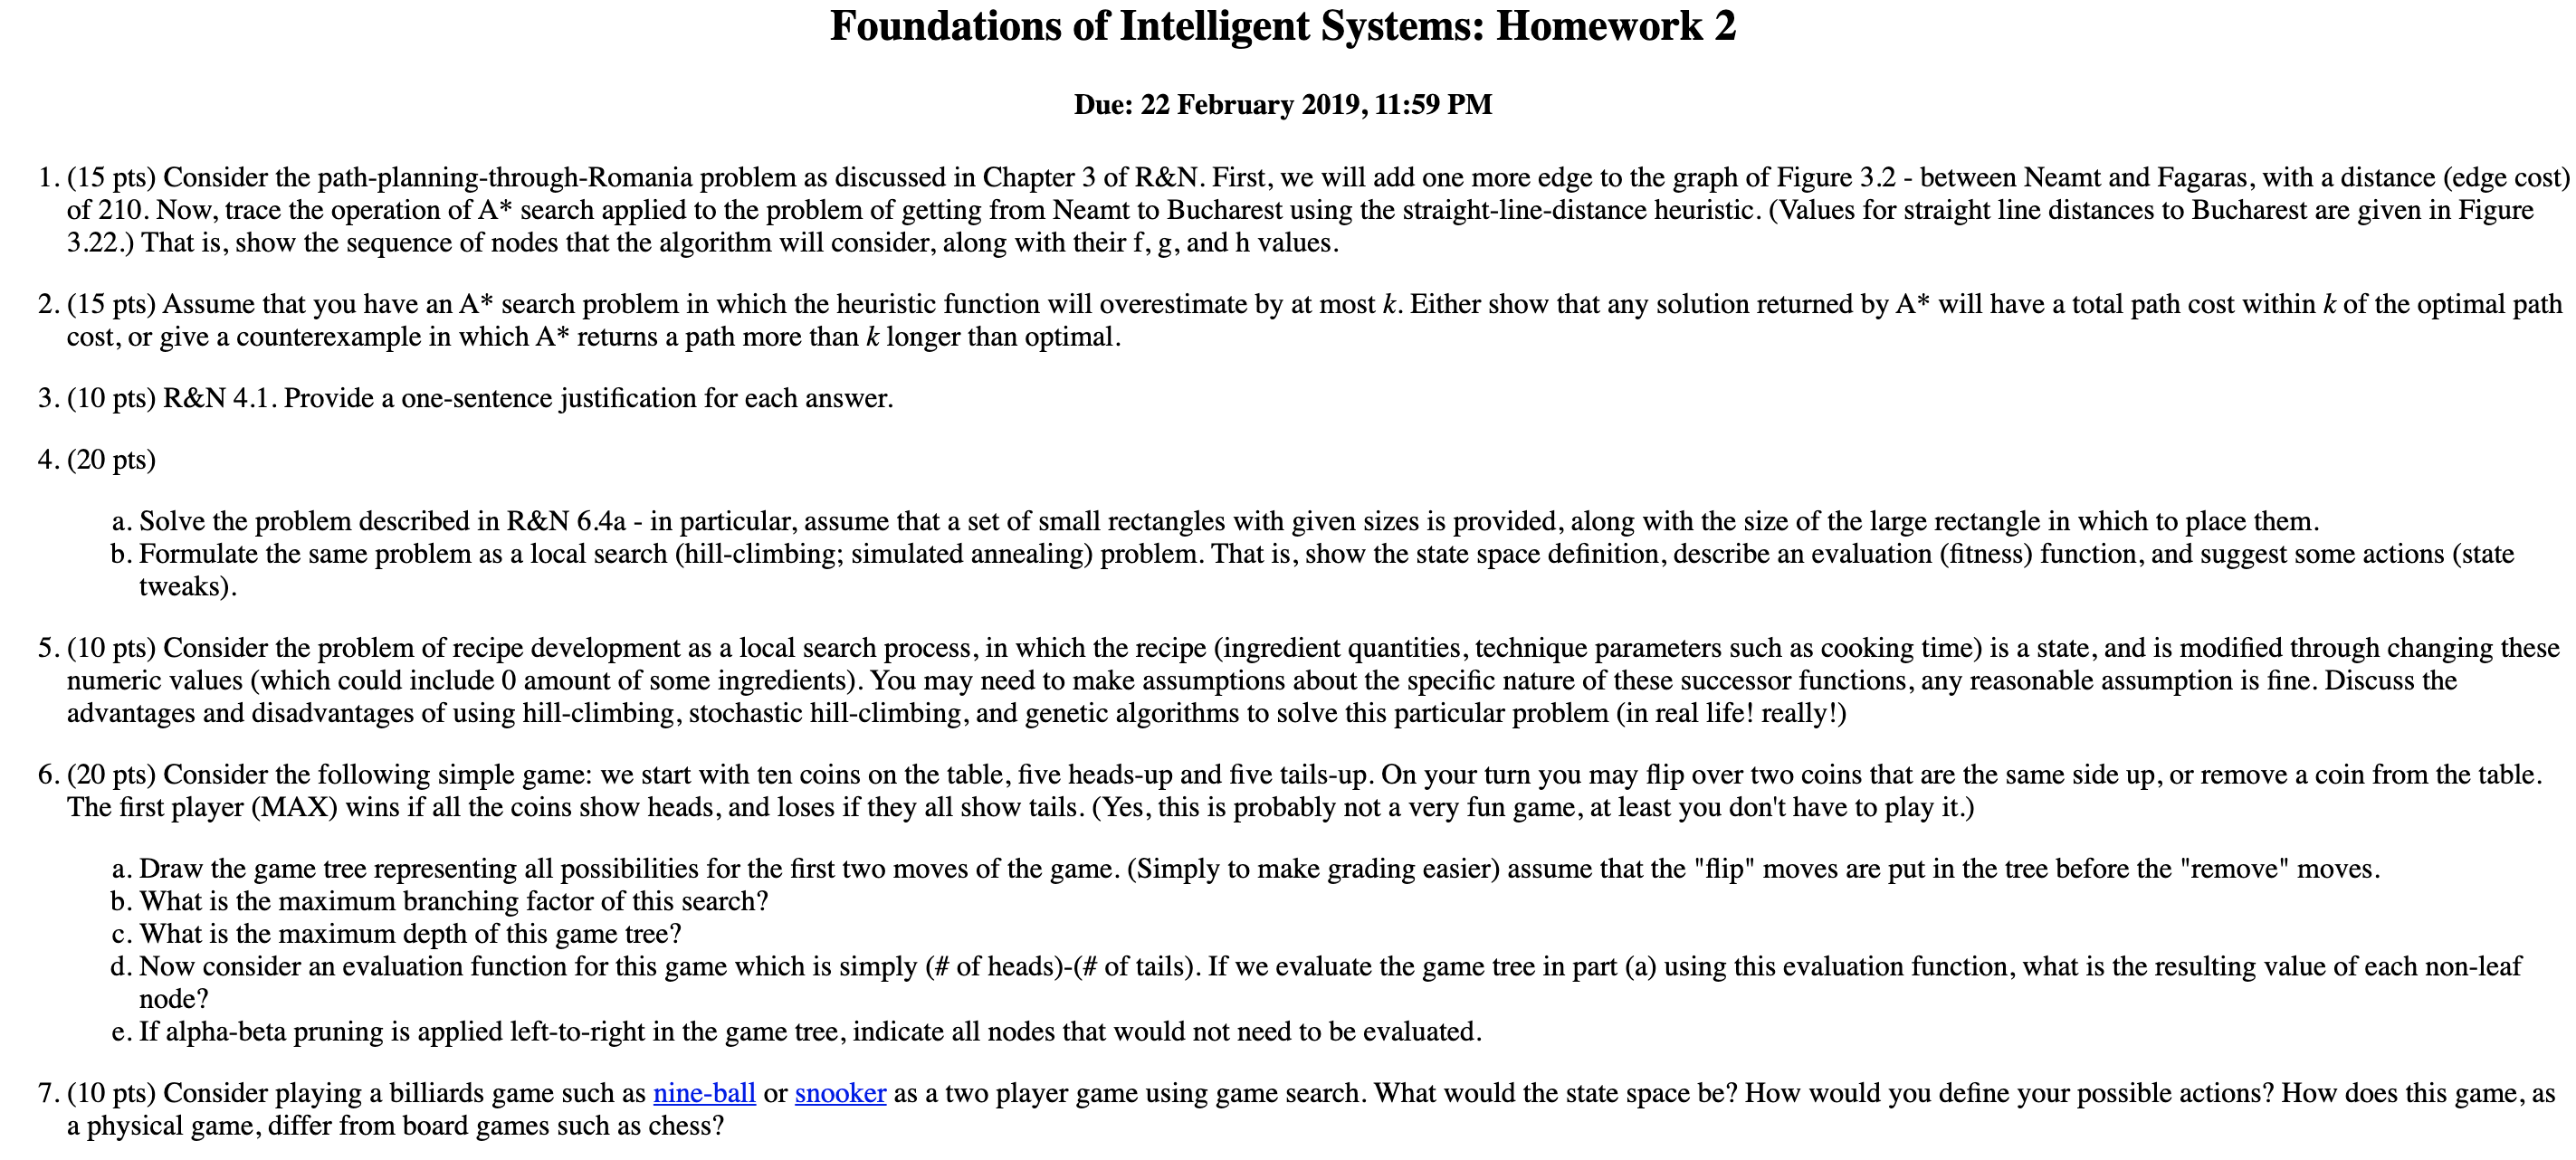 Foundations of Intelligent Systems: Homework 2
Due: 22 February 2019, 11:59 PM
1. (15 pts) Consider the path-planning-through-Romania problem as discussed in Chapter 3 of R&N. First, we will add one more edge to the graph of Figure 3.2 - between Neamt and Fagaras, with a distance (edge cost)
of 210. Now, trace the operation of A* search applied to the problem of getting from Neamt to Bucharest using the straight-line-distance heuristic. (Values for straight line distances to Bucharest are given in Figure
3.22.) That is, show the sequence of nodes that the algorithm will consider, along with their f, g, and h values.
2. (15 pts) Assume that you have an A* search problem in which the heuristic function will overestimate by at most k. Either show that any solution returned by A* will have a total path cost within k of the optimal path
cost, or give a counterexample in which A* returns a path more than k longer than optimal.
3. (10 pts) R&N 4.1. Provide a one-sentence justification for each answer.
4. (20 pts)
a. Solve the problem described in R&N 6.4a - in particular, assume that a set of small rectangles with given sizes is provided, along with the size of the large rectangle in which to place them.
b. Formulate the same problem as a local search (hill-climbing; simulated annealing) problem. That is, show the state space definition, describe an evaluation (fitness) function, and suggest some actions (state
tweaks).
5. (10 pts) Consider the problem of recipe development as a local search process, in which the recipe (ingredient quantities, technique parameters such as cooking time) is a state, and is modified through changing these
numeric values (which could include 0 amount of some ingredients). You may need to make assumptions about the specific nature of these successor functions, any reasonable assumption is fine. Discuss the
advantages and disadvantages of using hill-climbing, stochastic hill-climbing, and genetic algorithms to solve this particular problem (in real life! really!)
6. (20 pts) Consider the following simple game: we start with ten coins on the table, five heads-up and five tails-up. On your turn you may flip over two coins that are the same side up, or remove a coin from the table.
The first player (MAX) wins if all the coins show heads, and loses if they all show tails. (Yes, this is probably not a very fun game, at least you don't have to play it.)
a. Draw the game tree representing all possibilities for the first two moves of the game. (Simply to make grading easier) assume that the "flip" moves are put in the tree before the "remove" moves.
b. What is the maximum branching factor of this search?
c. What is the maximum depth of this game tree?
d. Now consider an evaluation function for this game which is simply (# of heads)-(# of tails). If we evaluate the game tree in part (a) using this evaluation function, what is the resulting value of each non-leaf
node?
e. If alpha-beta pruning is applied left-to-right in the game tree, indicate all nodes that would not need to be evaluated.
7. (10 pts) Consider playing a billiards game such as nine-ball or snooker as a two player game using game search. What would the state space be? How would you define your possible actions? How does this game, as
a physical game, differ from board games such as chess?